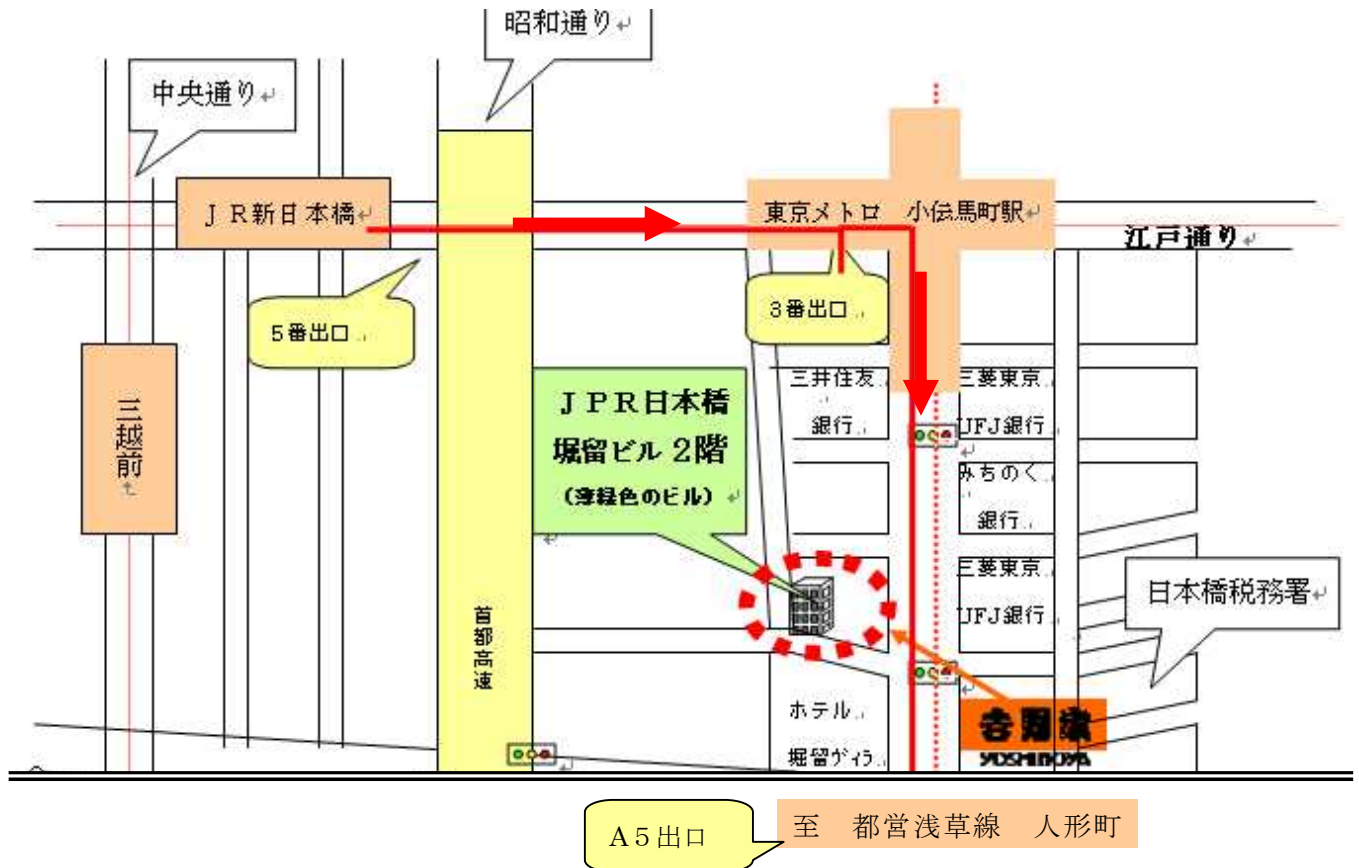 昭和通り
中央通り
JR新日本橋
東京メトロ 小伝馬町駅
江戸通り
5番出口
3番出口
三越前
JPR日本橋
堀留ビル 2階
(薄緑色のビル)
三井住友
銀行
三菱東京
UFJ銀行
みちのく
銀行
三菱東京
UFJ銀行
日本橋税務署
首都高速
ホテル
堀留ヴィラ
吉野家
YOSHINOYA
A5出口
至 都営浅草線 人形町